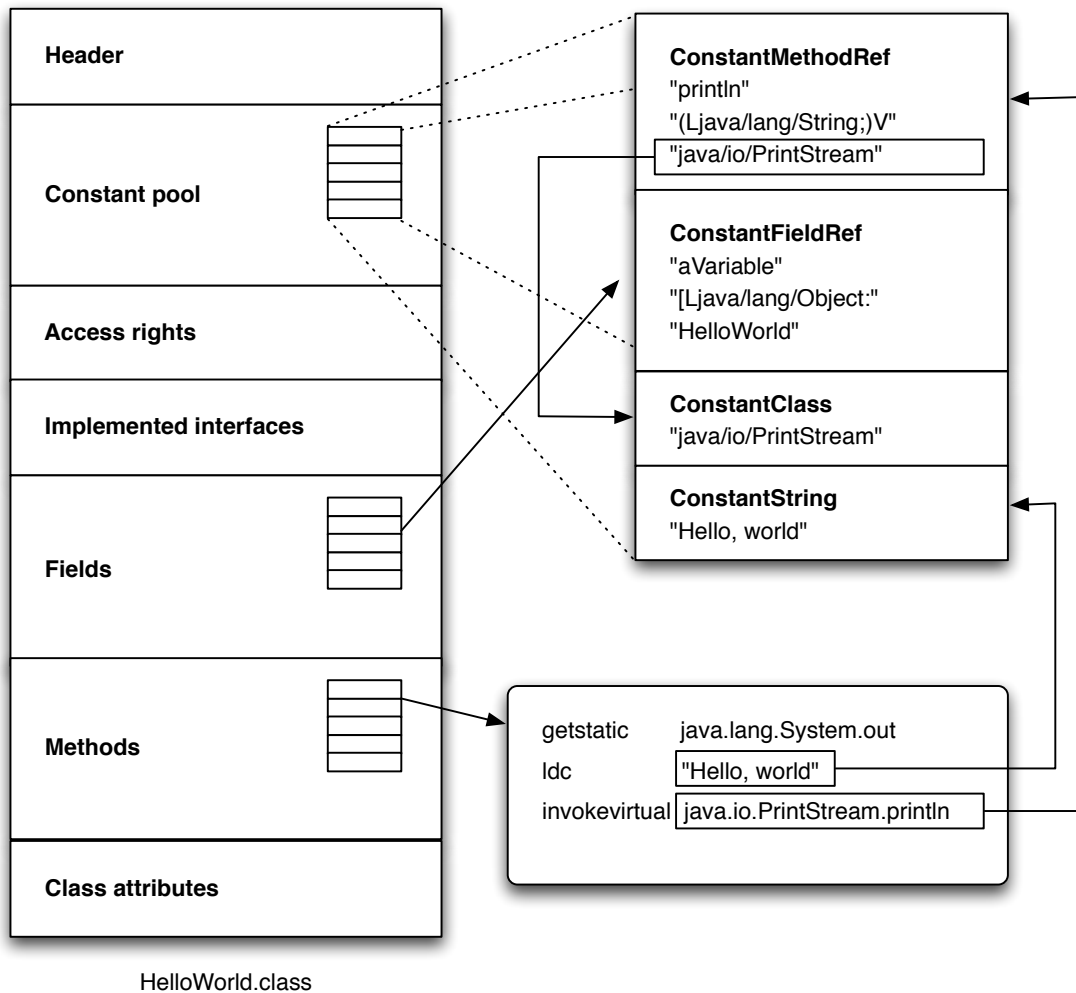 Header
Constant pool
Access rights
Implemented interfaces
Fields
Methods
Class attributes
HelloWorld.class
ConstantMethodRef
"println"
"(Ljava/lang/String;)V"
"java/io/PrintStream"
ConstantFieldRef
"aVariable"
"[Ljava/lang/Object:"
"HelloWorld"
ConstantClass
"java/io/PrintStream"
ConstantString
"Hello, world"
getstatic java.lang.System.out
ldc "Hello, world"
invokevirtual java.io.PrintStream.println